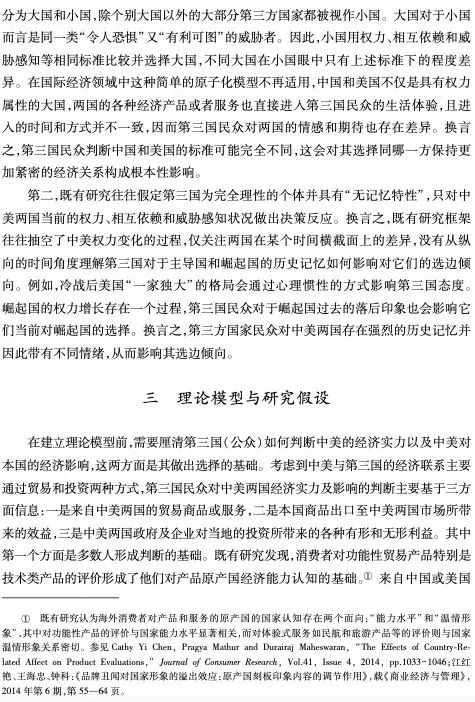 分为大国和小国,除个别大国以外的大部分第三方国家都被视作小国。大国对于小国
而言是同一类“令人恐惧”又“有利可图”的威胁者。因此,小国用权力、相互依赖和威
胁感知等相同标准比较并选择大国,不同大国在小国眼中只有上述标准下的程度差
异。在国际经济领域中这种简单的原子化模型不再适用,中国和美国不仅是具有权力
属性的大国,两国的各种经济产品或者服务也直接进入第三国民众的生活体验,且进
入的时间和方式并不一致,因而第三国民众对两国的情感和期待也存在差异。换言
之,第三国民众判断中国和美国的标准可能完全不同,这会对其选择同哪一方保持更
加紧密的经济关系构成根本性影响。
第二,既有研究往往假定第三国为完全理性的个体并具有“无记忆特性”,只对中
美两国当前的权力、相互依赖和威胁感知状况做出决策反应。换言之,既有研究框架
往往抽空了中美权力变化的过程,仅关注两国在某个时间横截面上的差异,没有从纵
向的时间角度理解第三国对于主导国和崛起国的历史记忆如何影响对它们的选边倾
向。例如,冷战后美国“一家独大”的格局会通过心理惯性的方式影响第三国态度。
崛起国的权力增长存在一个过程,第三国民众对于崛起国过去的落后印象也会影响它
们当前对崛起国的选择。换言之,第三方国家民众对中美两国存在强烈的历史记忆并
因此带有不同情绪,从而影响其选边倾向。
三 理论模型与研究假设
在建立理论模型前,需要厘清第三国(公众)如何判断中美的经济实力以及中美对
本国的经济影响,这两方面是其做出选择的基础。考虑到中美与第三国的经济联系主要
通过贸易和投资两种方式,第三国民众对中美两国经济实力及影响的判断主要基于三方
面信息:一是来自中美两国的贸易商品或服务,二是本国商品出口至中美两国市场所带
来的效益,三是中美两国政府及企业对当地的投资所带来的各种有形和无形利益。其中
第一个方面是多数人形成判断的基础。既有研究发现,消费者对功能性贸易产品特别是
技术类产品的评价形成了他们对产品原产国经济能力认知的基础。① 来自中国或美国
① 既有研究认为海外消费者对产品和服务的原产国的国家认知存在两个面向:“能力水平”和“温情形
象”,其中对功能性产品的评价与国家能力水平显著相关,而对体验式服务如民航和旅游产品等的评价则与国家
温情形象关系密切。参见 Cathy Yi Chen, Pragya Mathur and Durairaj Maheswaran, “The Effects of Country-Re-
lated Affect on Product Evaluations,” Journal of Consumer Research, Vol.41, Issue 4, 2014, pp.1033-1046;江红
艳、王海忠、钟科:《品牌丑闻对国家形象的溢出效应:原产国刻板印象内容的调节作用》,载《商业经济与管理》,
2014 年第 6 期,第 55—64 页。